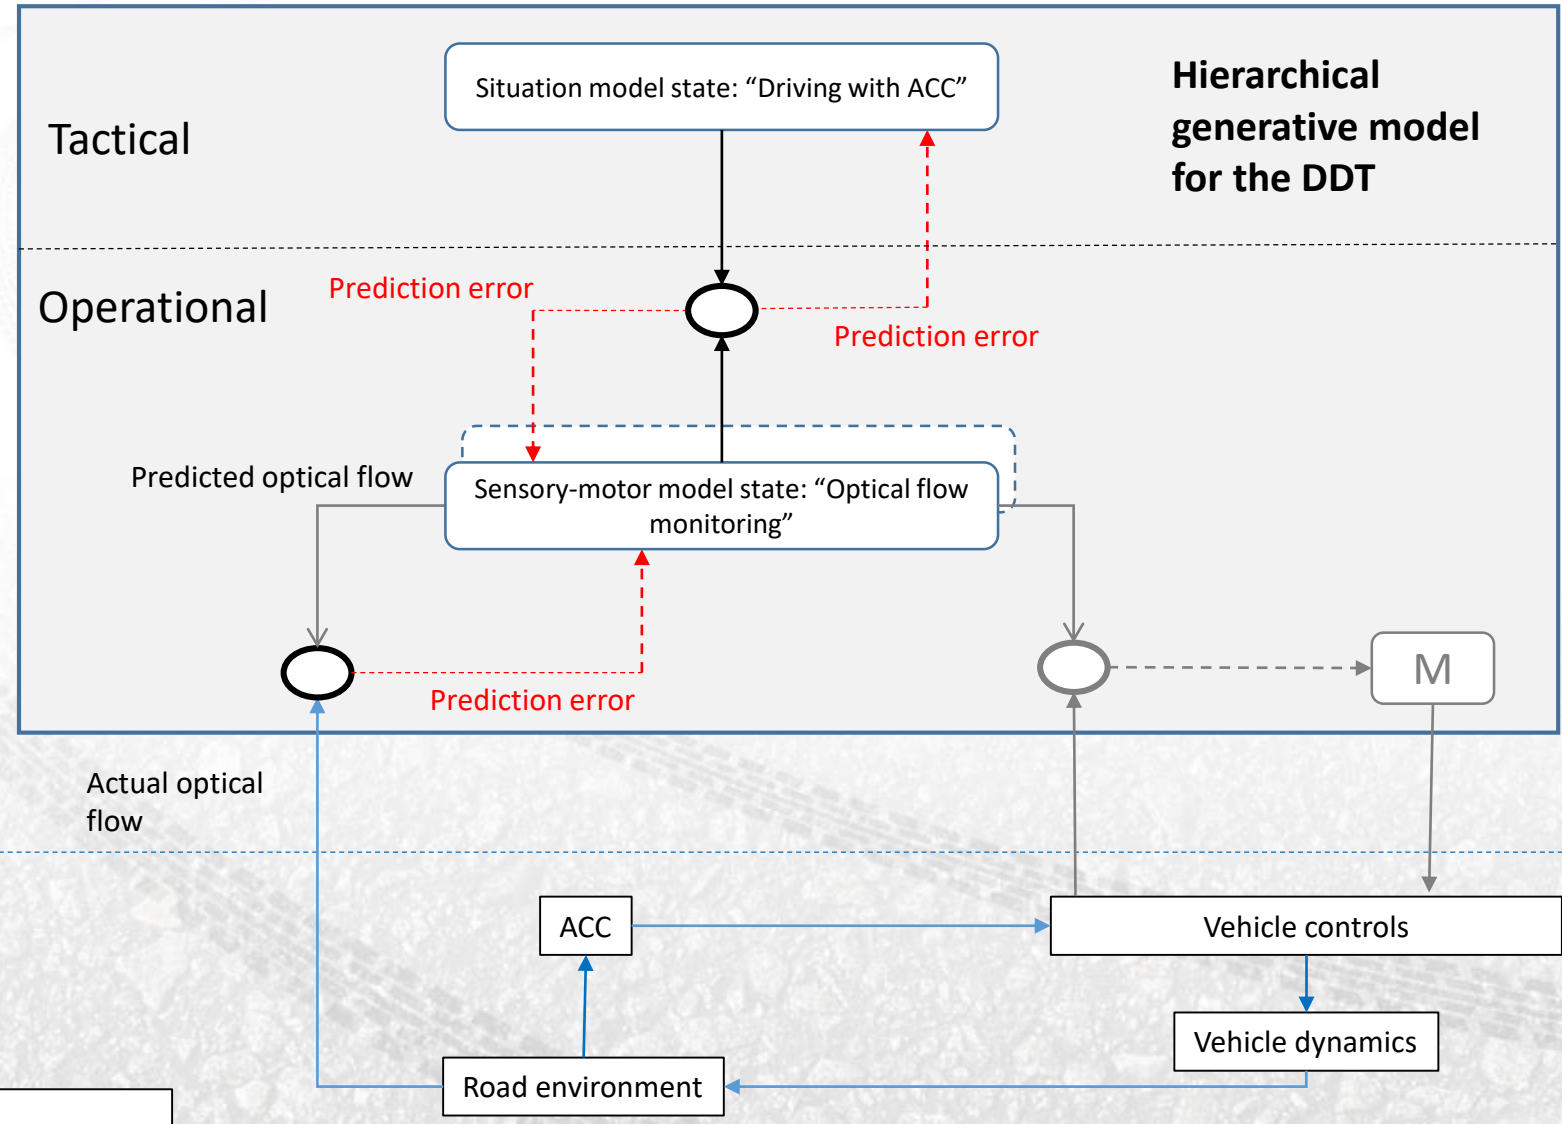 Situation model state: “Driving with ACC”
Hierarchical
generative model
for the DDT
Tactical
Operational
Prediction error
Prediction error
Predicted optical flow
Sensory-motor model state: “Optical flow
monitoring”
M
Prediction error
Actual optical
flow
ACC
Vehicle controls
Vehicle dynamics
Road environment